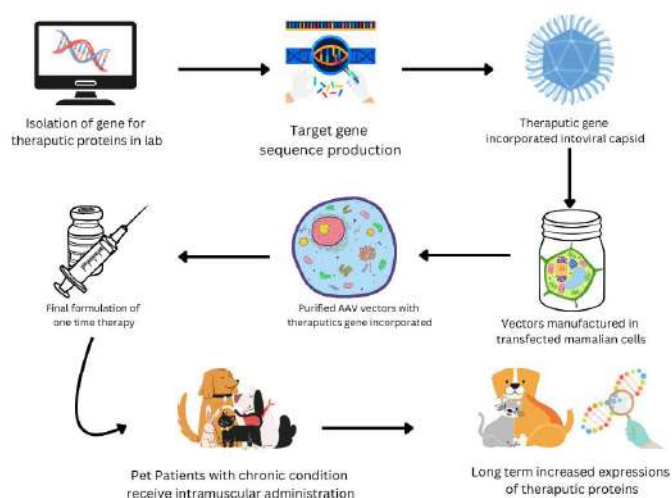 Isolation of gene for
theraputic proteins in lab
Target gene
sequence production
Theraputic gene
incorporated intoviral capsid
Vectors manufactured in
transfected mamalian cells
Purified AAV vectors with
theraputics gene incorporated
Final formulation of
one time therapy
Pet Patients with chronic condition
receive intramuscular administration
Long term increased expressions
of theraputic proteins